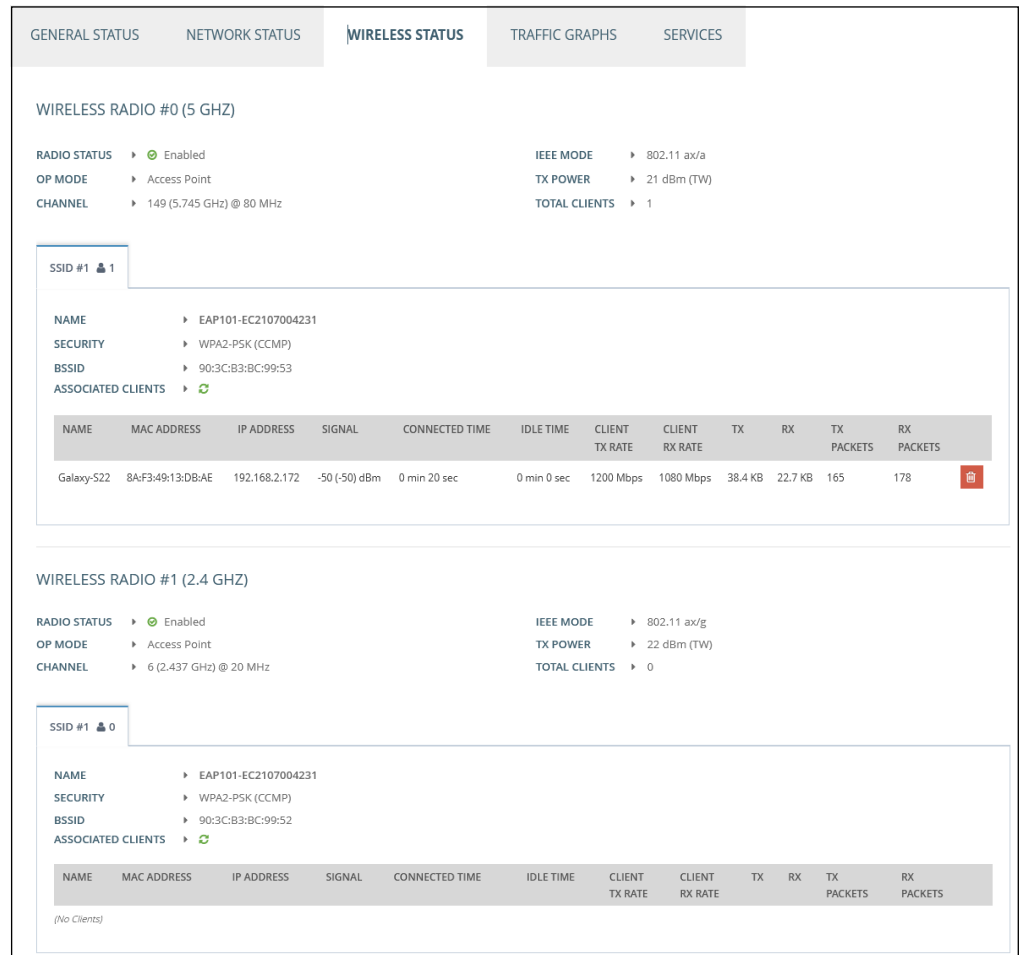 GENERAL STATUS NETWORK STATUS WIRELESS STATUS TRAFFIC GRAPHS SERVICES
WIRELESS RADIO #0 (5 GHZ)
RADIO STATUS Enabled IEEE MODE 802.11 ax/a
OP MODE Access Point TX POWER 21 dBm (TW)
CHANNEL 149 (5.745 GHz) @ 80 MHz TOTAL CLIENTS 1
SSID #1 1
NAME EAP101-EC2107004231
SECURITY WPA2-PSK (CCMP)
BSSID 90:3C:B3:BC:99:53
ASSOCIATED CLIENTS
NAME MAC ADDRESS IP ADDRESS SIGNAL CONNECTED TIME IDLE TIME CLIENT CLIENT TX RX TX RX
TX RATE RX RATE PACKETS PACKETS
Galaxy-S22 8A:F3:49:13:DB:AE 192.168.2.172 -50 (-50) dBm 0 min 20 sec 0 min 0 sec 1200 Mbps 1080 Mbps 38.4 KB 22.7 KB 165 178
WIRELESS RADIO #1 (2.4 GHZ)
RADIO STATUS Enabled IEEE MODE 802.11 ax/g
OP MODE Access Point TX POWER 22 dBm (TW)
CHANNEL 6 (2.437 GHz) @ 20 MHz TOTAL CLIENTS 0
SSID #1 0
NAME EAP101-EC2107004231
SECURITY WPA2-PSK (CCMP)
BSSID 90:3C:B3:BC:99:52
ASSOCIATED CLIENTS
NAME MAC ADDRESS IP ADDRESS SIGNAL CONNECTED TIME IDLE TIME CLIENT CLIENT TX RX TX RX
TX RATE RX RATE PACKETS PACKETS
(No Clients)